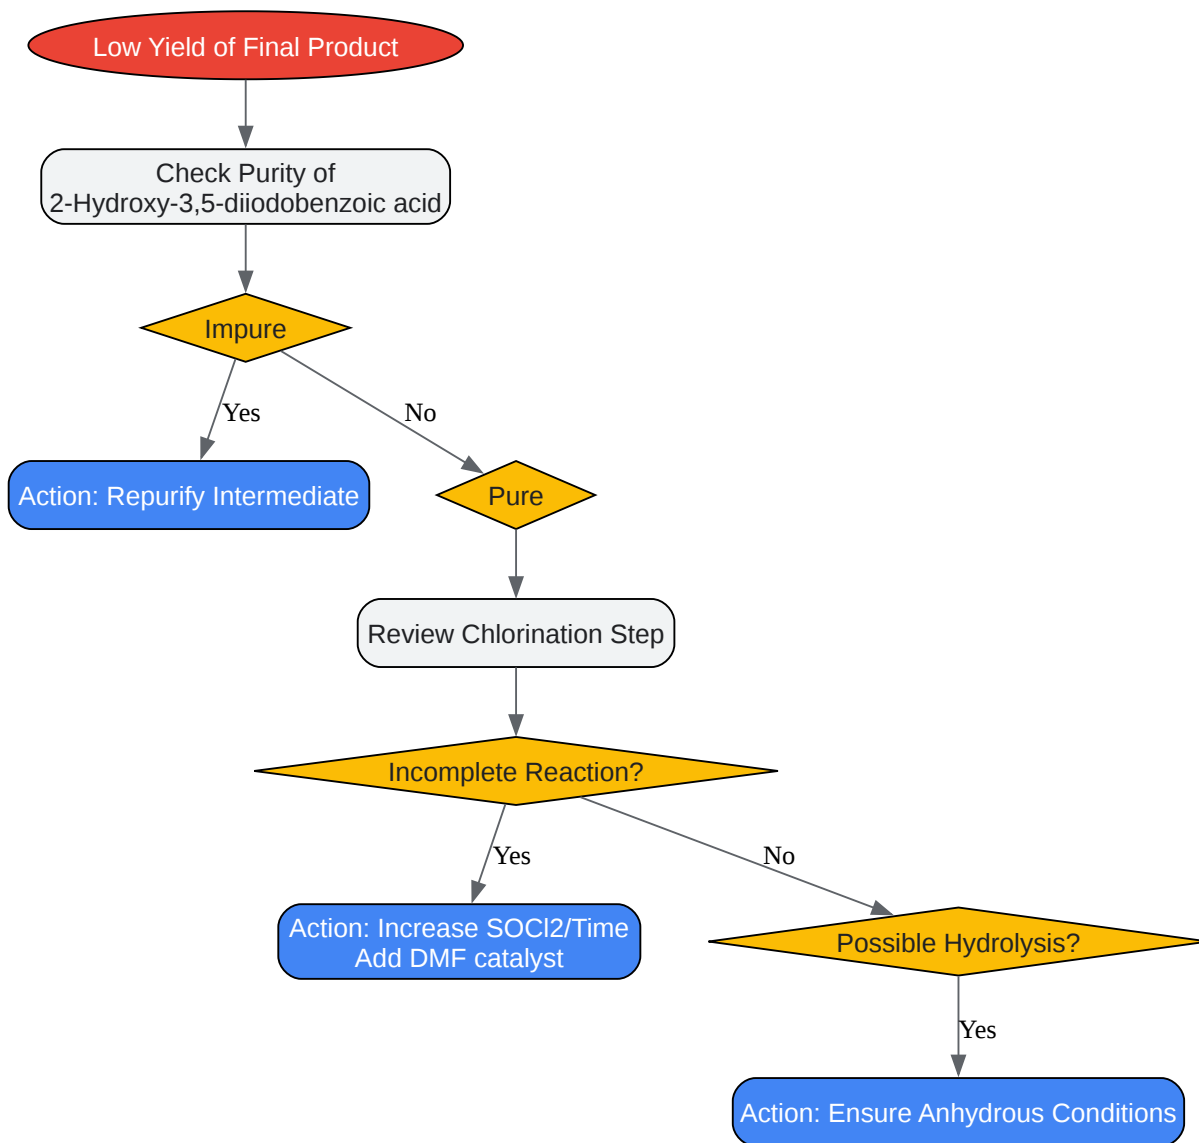 Low Yield of Final Product
Check Purity of
2-Hydroxy-3,5-diiodobenzoic acid
Impure
Yes
No
Action: Repurify Intermediate
Pure
Review Chlorination Step
Incomplete Reaction?
Yes
No
Action: Increase SOCl2/Time
Add DMF catalyst
Possible Hydrolysis?
Yes
Action: Ensure Anhydrous Conditions